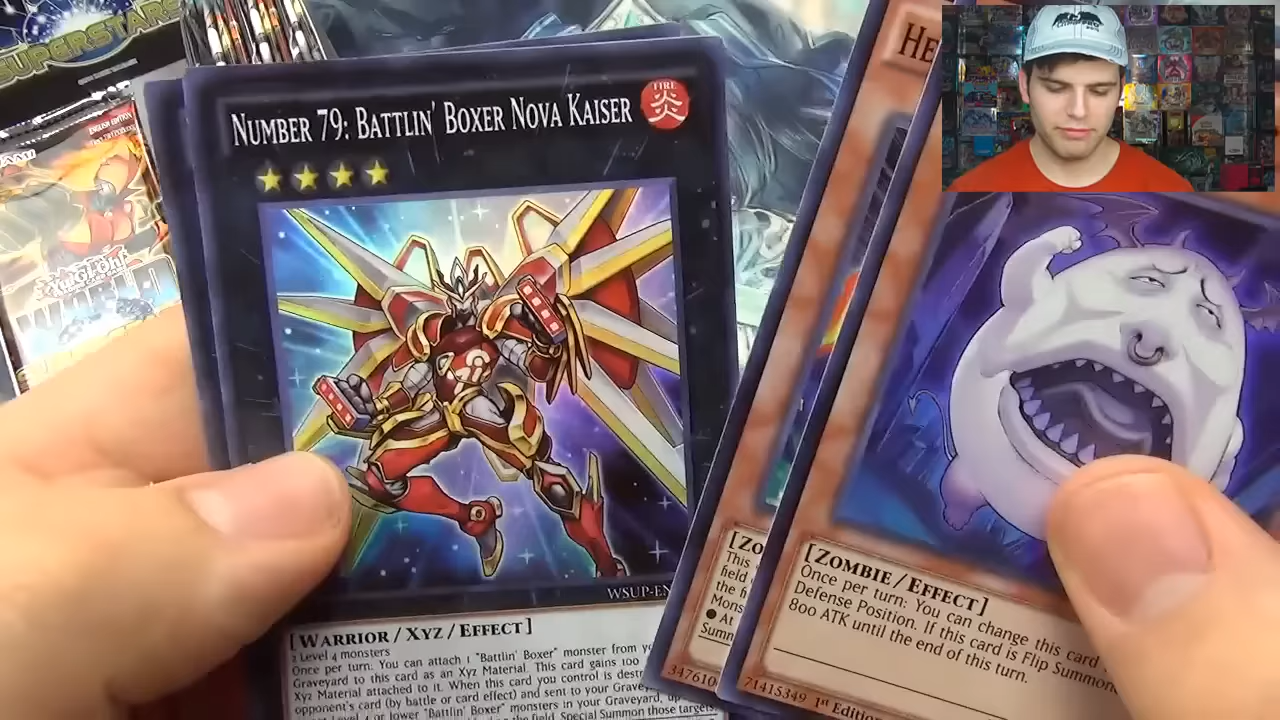 SUPERSTARS
ENGLISH EDITION
Yu-Gi-Oh!
NUMBER 79: BATTLIN' BOXER NOVA KAISER
FIRE
炎
WSUP-EN
[WARRIOR/XYZ/EFFECT]
2 Level 4 monsters
Once per turn: You can attach 1 "Battlin' Boxer" monster from
Graveyard to this card as an Xyz Material. This card gains 100
Xyz Material attached to it. When this card you control is
opponent's card (by battle or card effect) and sent to your
Level 4 or lower "Battlin' Boxer" monsters in your Graveyard, up
the field, Special Summon those targets
HE
[ZO
This
field
the
Mons
● At
Summ
347610
[ZOMBIE/EFFECT]
Once per turn: You can change this card
Defense Position. If this card is Flip Summon
800 ATK until the end of this turn.
71415349 1st Edition